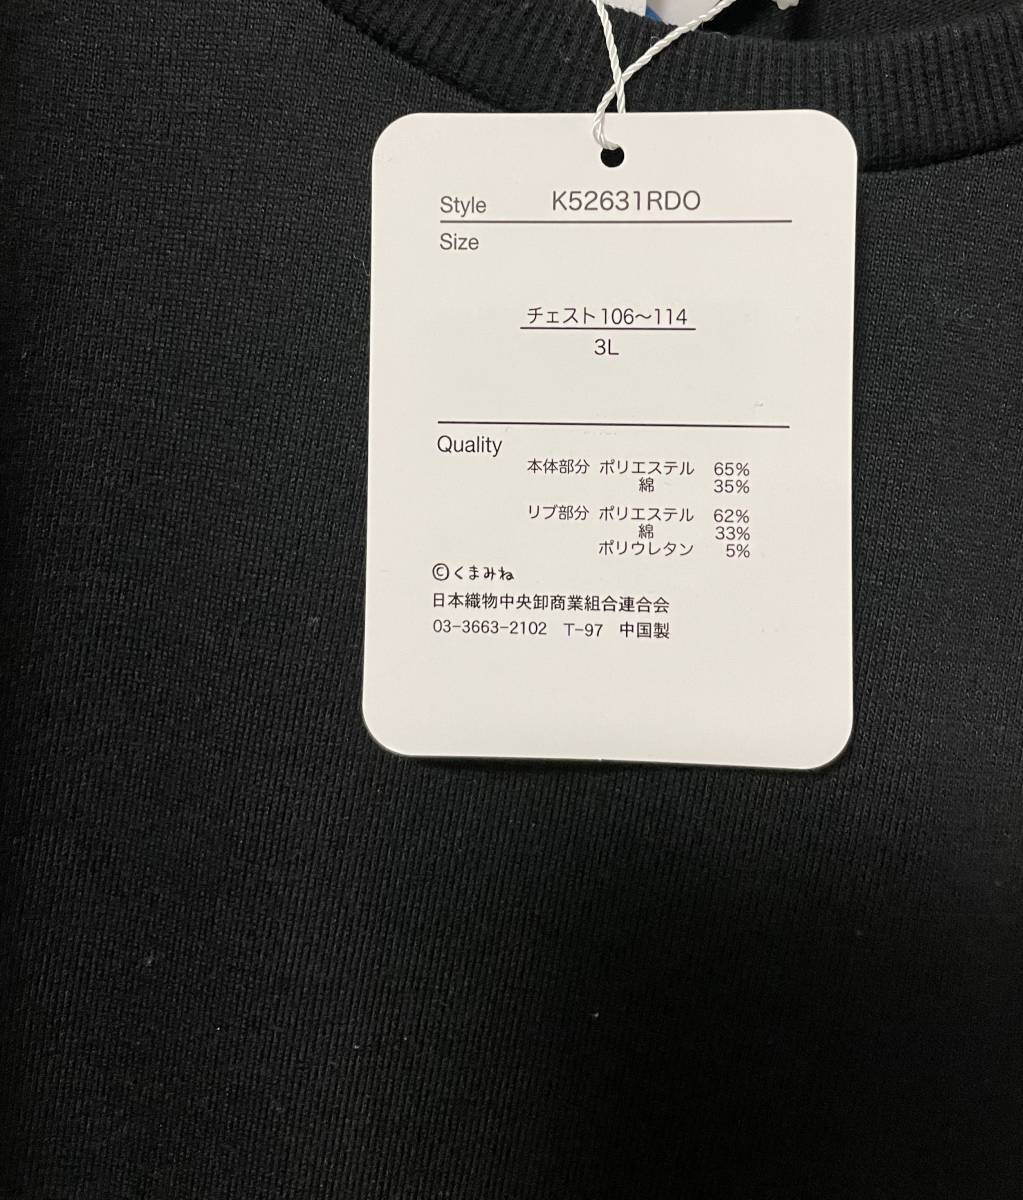 Style K52631RDO
Size
チェスト106〜114
3L
Quality
本体部分 ポリエステル 65%
綿 35%
リブ部分 ポリエステル 62%
綿 33%
ポリウレタン 5%
©くまみね
日本織物中央卸商業組合連合会
03-3663-2102 T-97 中国製